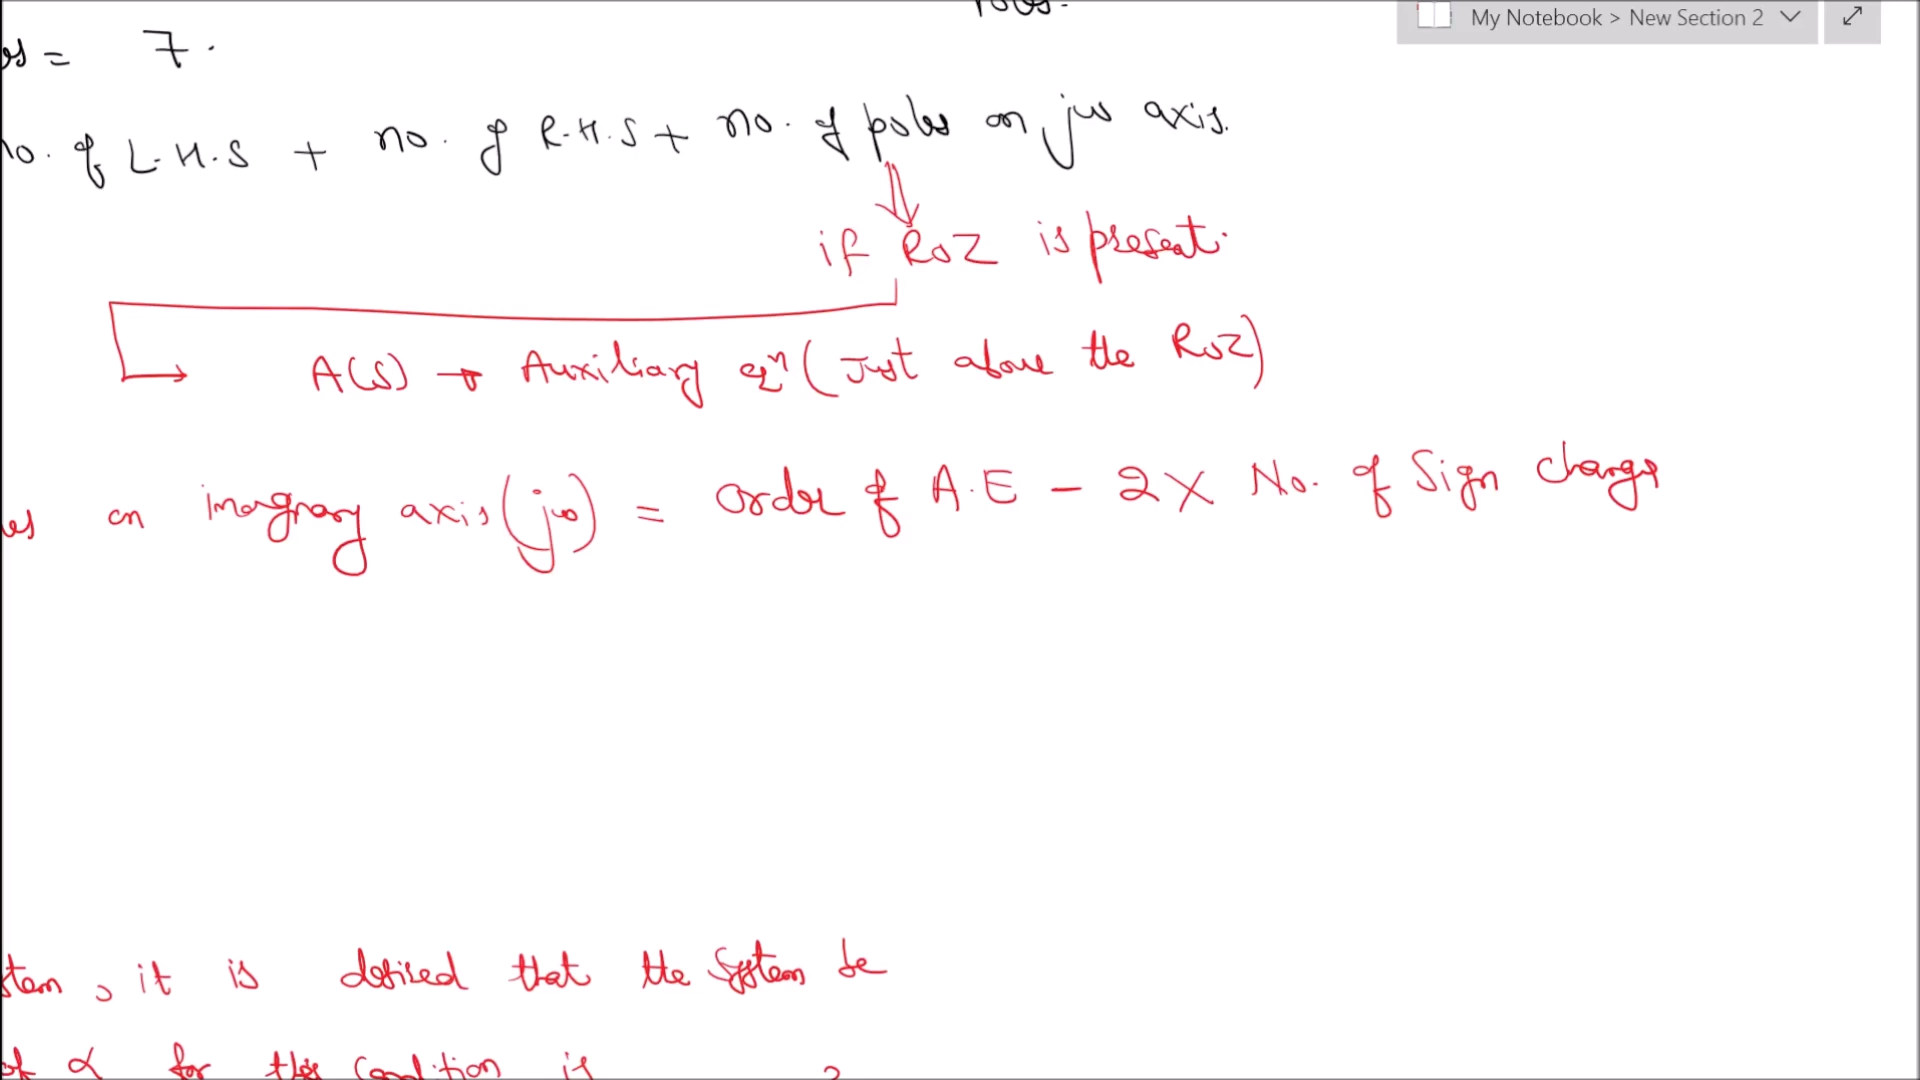 My Notebook > New Section 2
= 7.
no. of L.H.S + no. of R.H.S + no. of poles on jω axis.
if ROZ is present.
A(S) → Auxiliary eqⁿ (Just above the ROZ)
on imaginary axis (jω) = order of A.E - 2 X No. of Sign change
, it is desired that the system be
of α for this condition is ?